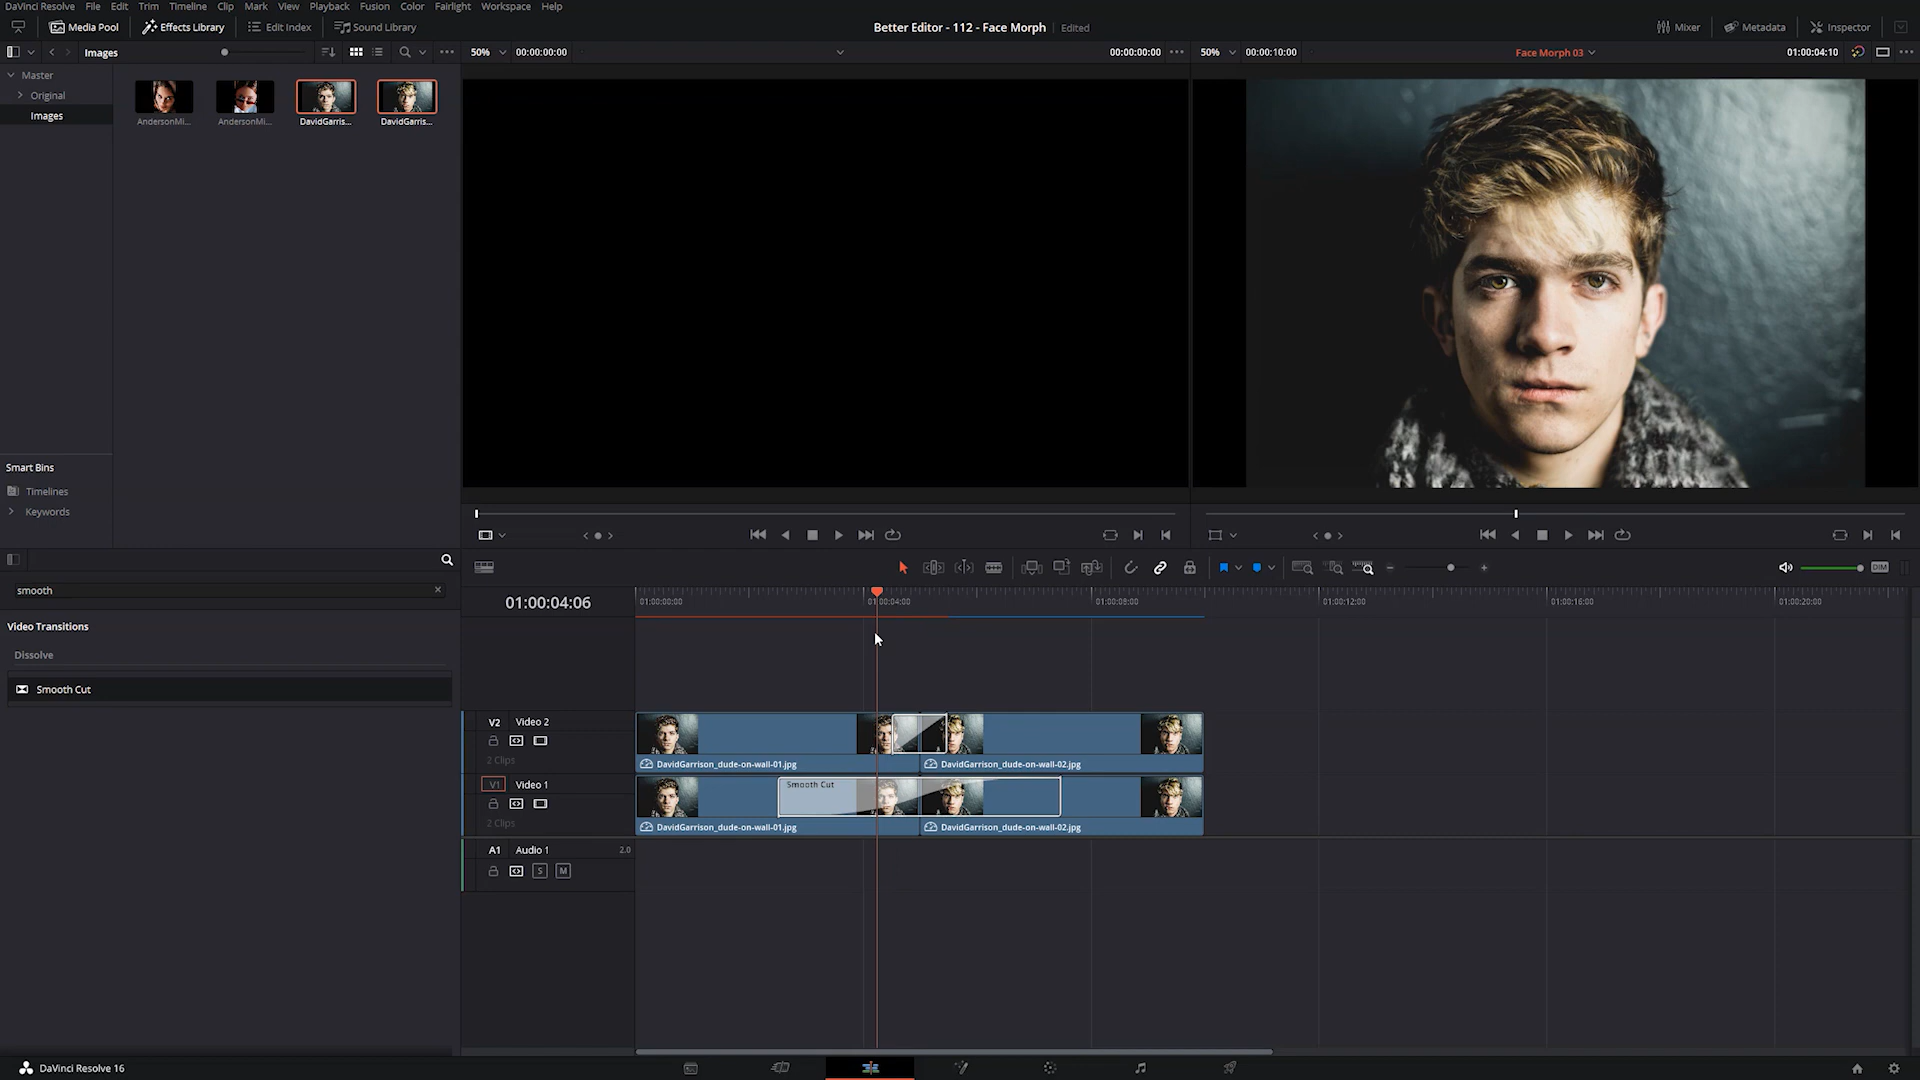 DaVinci Resolve File Edit Trim Timeline Clip Mark View Playback Fusion Color Fairlight Workspace Help
Media Pool Effects Library Edit Index Sound Library Better Editor - 112 - Face Morph Edited Mixer Metadata Inspector
Images 50% 00:00:00:00 00:00:00:00 50% 00:00:10:00 Face Morph 03 01:00:04:10
Master
Original
Images
AndersonMi... AndersonMi... DavidGarris... DavidGarris...
Smart Bins
Timelines
Keywords
smooth
Video Transitions
Dissolve
Smooth Cut
DIM
01:00:04:06 01:00:00:00 01:00:04:00 01:00:08:00 01:00:12:00 01:00:16:00 01:00:20:00
V2 Video 2
2 Clips DavidGarrison_dude-on-wall-01.jpg DavidGarrison_dude-on-wall-02.jpg
V1 Video 1 Smooth Cut
2 Clips DavidGarrison_dude-on-wall-01.jpg DavidGarrison_dude-on-wall-02.jpg
A1 Audio 1 2.0
S M
DaVinci Resolve 16